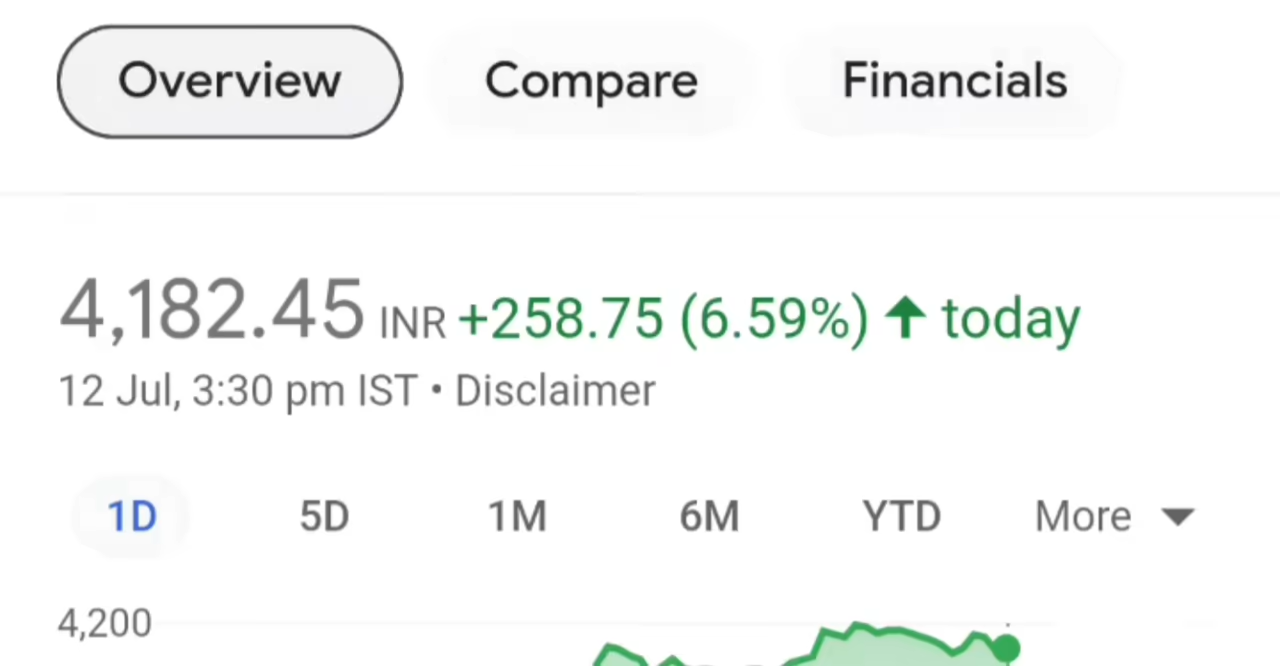 Overview Compare Financials
4,182.45 INR +258.75 (6.59%) ↑ today
12 Jul, 3:30 pm IST • Disclaimer
1D 5D 1M 6M YTD More
4,200